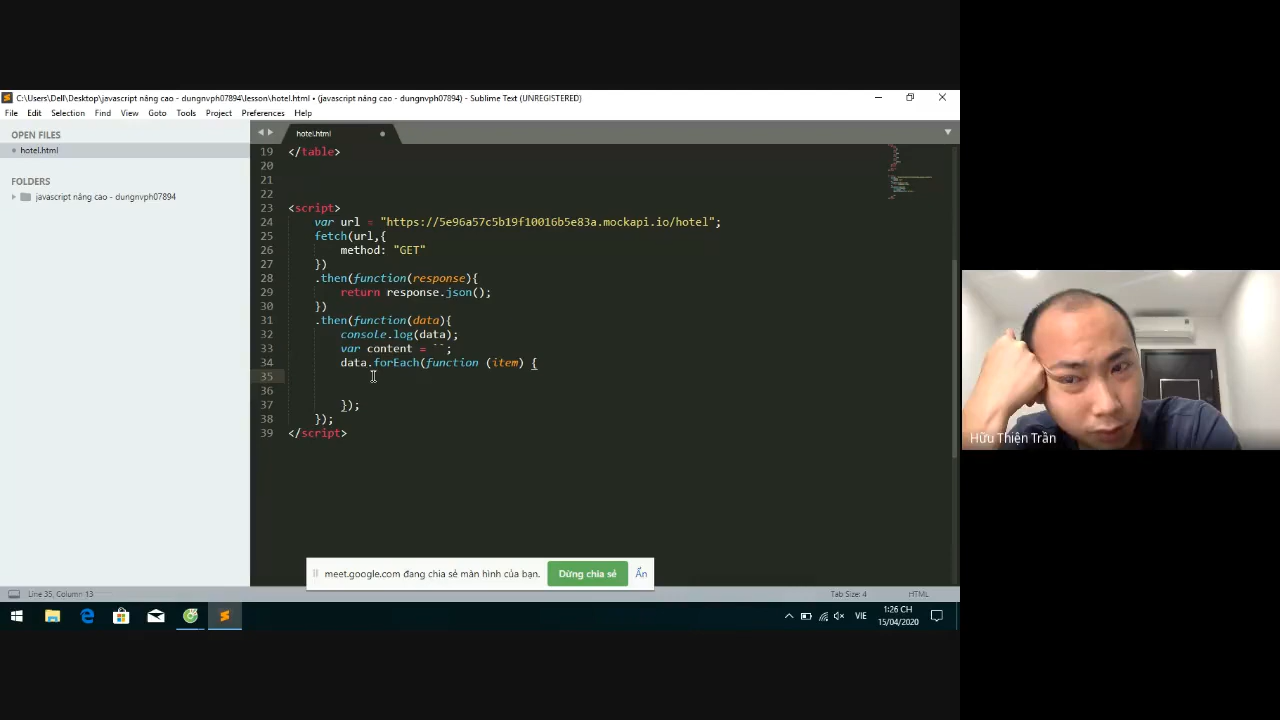 C:\Users\Dell\Desktop\javascript nâng cao - dungnvph07894\lesson\hotel.html • (javascript nâng cao - dungnvph07894) - Sublime Text (UNREGISTERED)
File Edit Selection Find View Goto Tools Project Preferences Help
OPEN FILES
hotel.html
FOLDERS
javascript nâng cao - dungnvph07894
hotel.html
19 </table>
20
21
22
23 <script>
24 var url = "https://5e96a57c5b19f10016b5e83a.mockapi.io/hotel";
25 fetch(url,{
26 method: "GET"
27 })
28 .then(function(response){
29 return response.json();
30 })
31 .then(function(data){
32 console.log(data);
33 var content = ``;
34 data.forEach(function (item) {
35
36
37 });
38 });
39 </script>
meet.google.com đang chia sẻ màn hình của bạn. Dừng chia sẻ Ẩn
Line 35, Column 13 Tab Size: 4 HTML
VIE
1:26 CH
15/04/2020
Hữu Thiện Trần